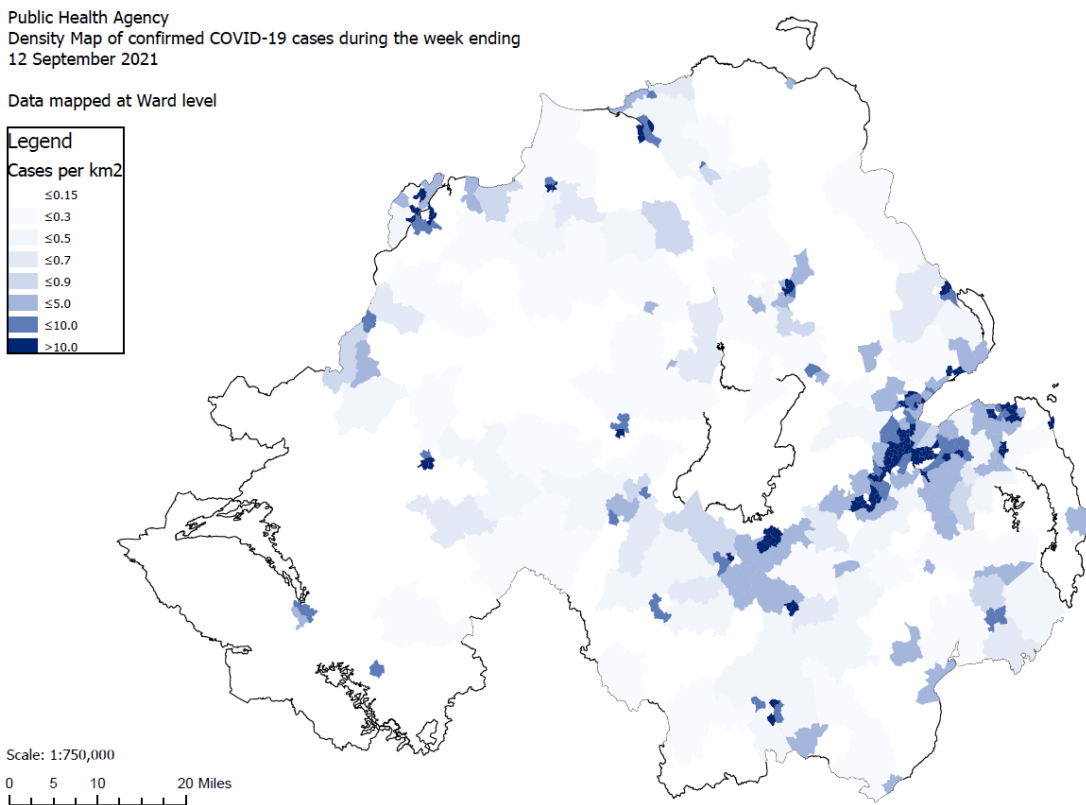 Public Health Agency
Density Map of confirmed COVID-19 cases during the week ending
12 September 2021
Data mapped at Ward level
Legend
Cases per km2
≤0.15
≤0.3
≤0.5
≤0.7
≤0.9
≤5.0
≤10.0
>10.0
Scale: 1:750,000
0 5 10 20 Miles